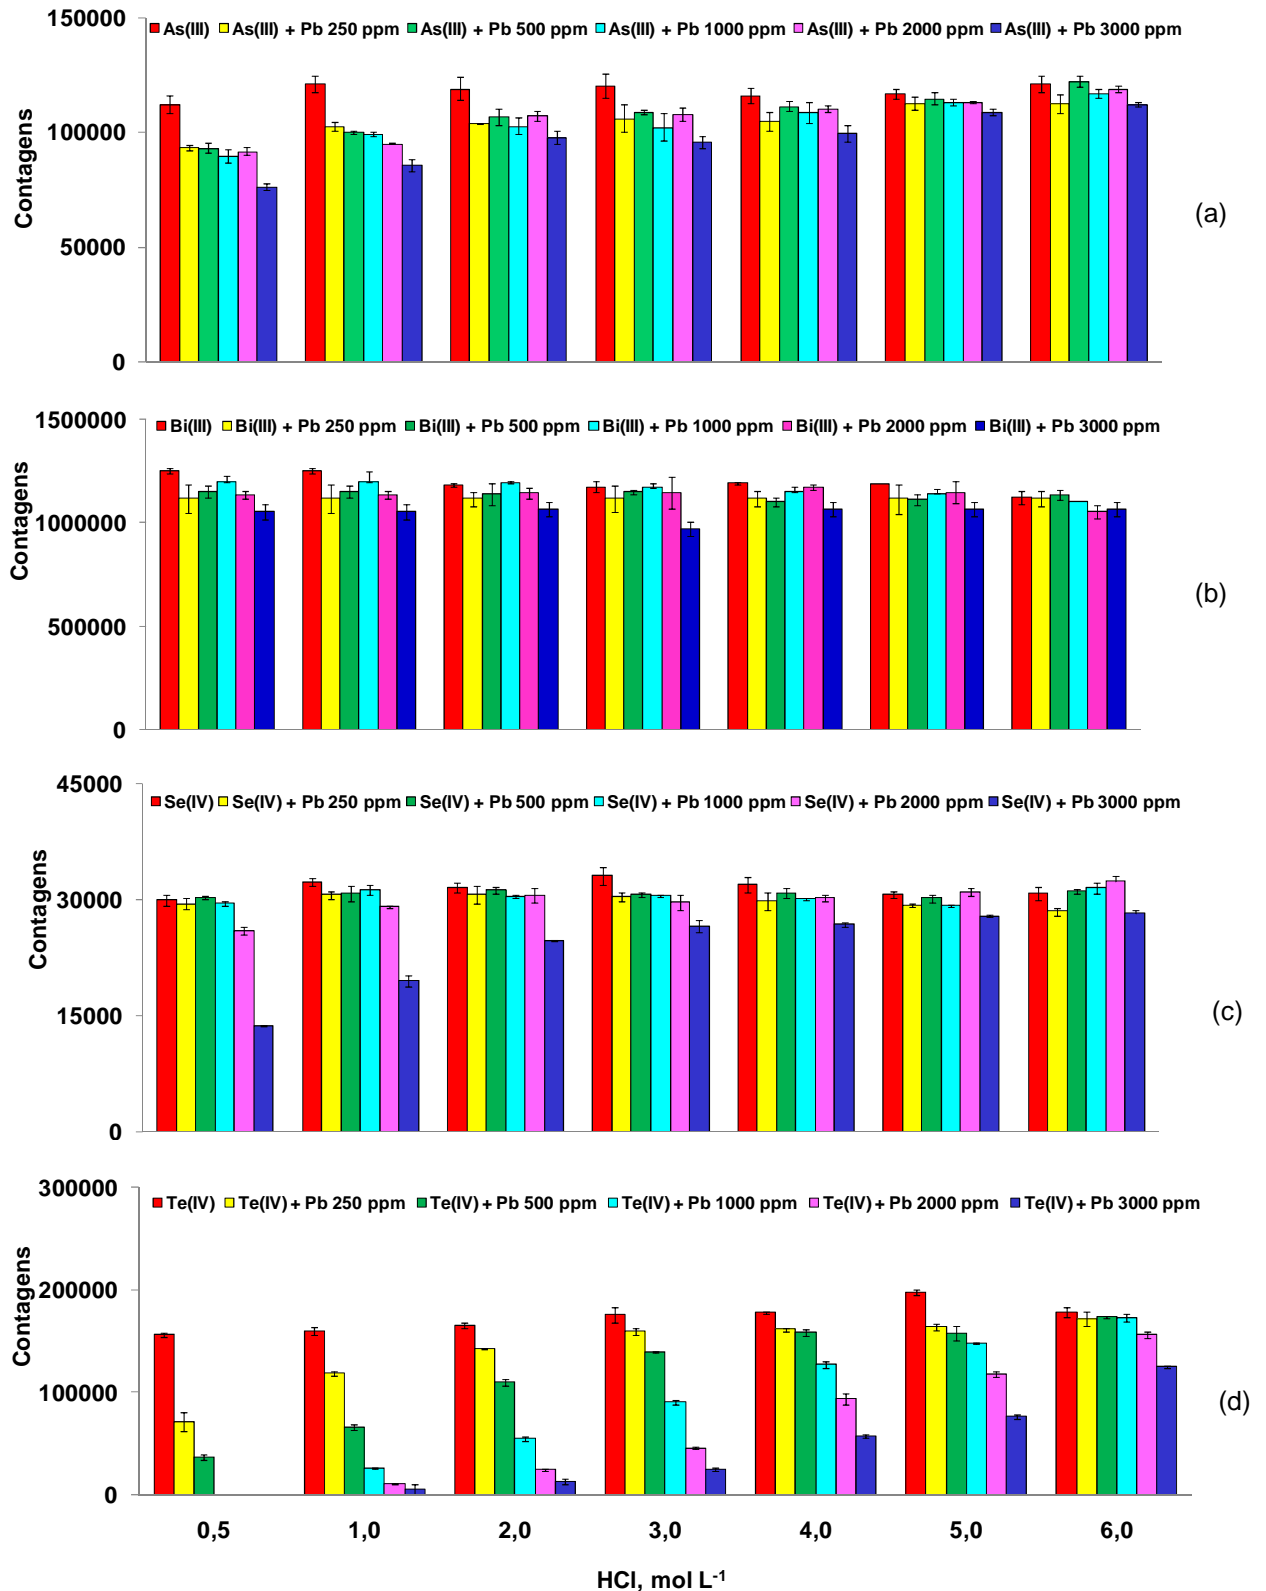 150000
As(III) As(III) + Pb 250 ppm As(III) + Pb 500 ppm As(III) + Pb 1000 ppm As(III) + Pb 2000 ppm As(III) + Pb 3000 ppm
100000
Contagens
(a)
50000
0
1500000
Bi(III) Bi(III) + Pb 250 ppm Bi(III) + Pb 500 ppm Bi(III) + Pb 1000 ppm Bi(III) + Pb 2000 ppm Bi(III) + Pb 3000 ppm
1000000
Contagens
(b)
500000
0
45000
Se(IV) Se(IV) + Pb 250 ppm Se(IV) + Pb 500 ppm Se(IV) + Pb 1000 ppm Se(IV) + Pb 2000 ppm Se(IV) + Pb 3000 ppm
30000
Contagens
15000
(c)
0
300000
Te(IV) Te(IV) + Pb 250 ppm Te(IV) + Pb 500 ppm Te(IV) + Pb 1000 ppm Te(IV) + Pb 2000 ppm Te(IV) + Pb 3000 ppm
200000
Contagens
100000
(d)
0
0,5 1,0 2,0 3,0 4,0 5,0 6,0
HCl, mol L⁻¹